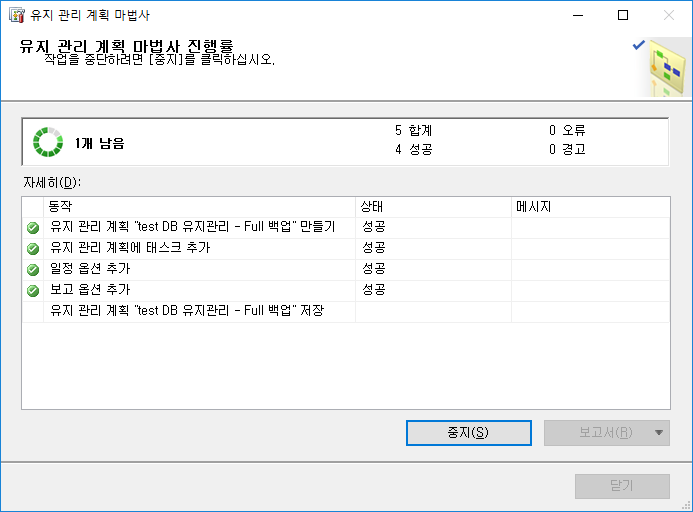 유지 관리 계획 마법사
유지 관리 계획 마법사 진행률
작업을 중단하려면 [중지]를 클릭하십시오.
1개 남음
5 합계
0 오류
4 성공
0 경고
자세히(D):
동작 상태 메시지
유지 관리 계획 "test DB 유지관리 - Full 백업" 만들기 성공
유지 관리 계획에 태스크 추가 성공
일정 옵션 추가 성공
보고 옵션 추가 성공
유지 관리 계획 "test DB 유지관리 - Full 백업" 저장
중지(S)
보고서(R)
닫기